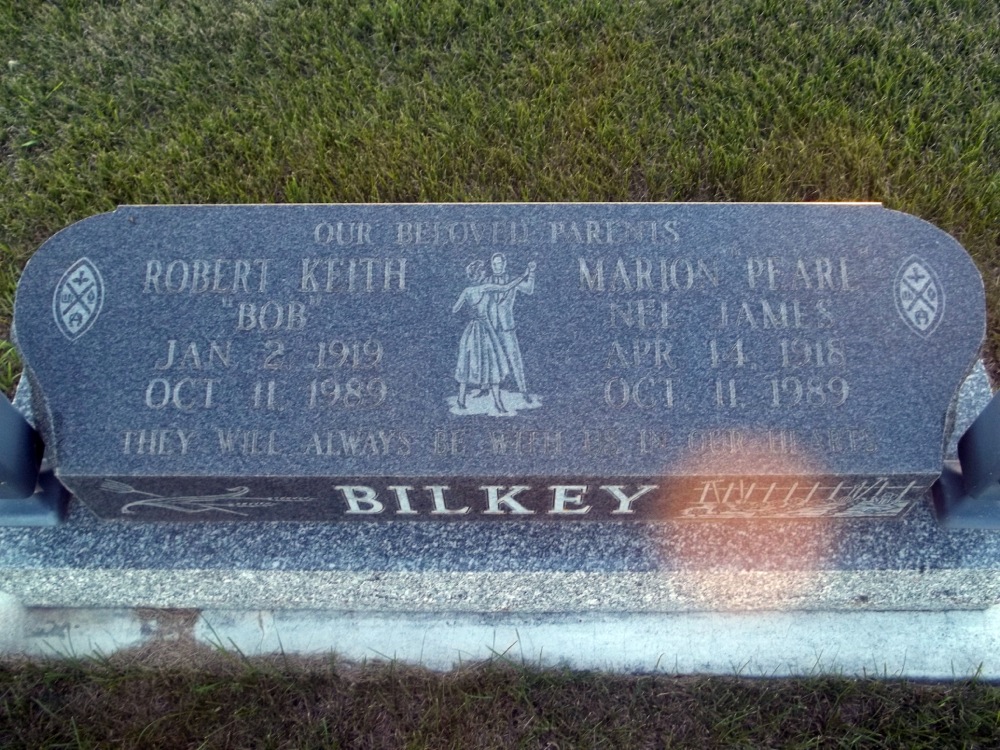 OUR BELOVED PARENTS
ROBERT KEITH
"BOB"
JAN 2 1919
OCT 11, 1989
MARION "PEARL"
NEE JAMES
APR 14, 1918
OCT 11, 1989
THEY WILL ALWAYS BE WITH US IN OUR HEARTS
BILKEY